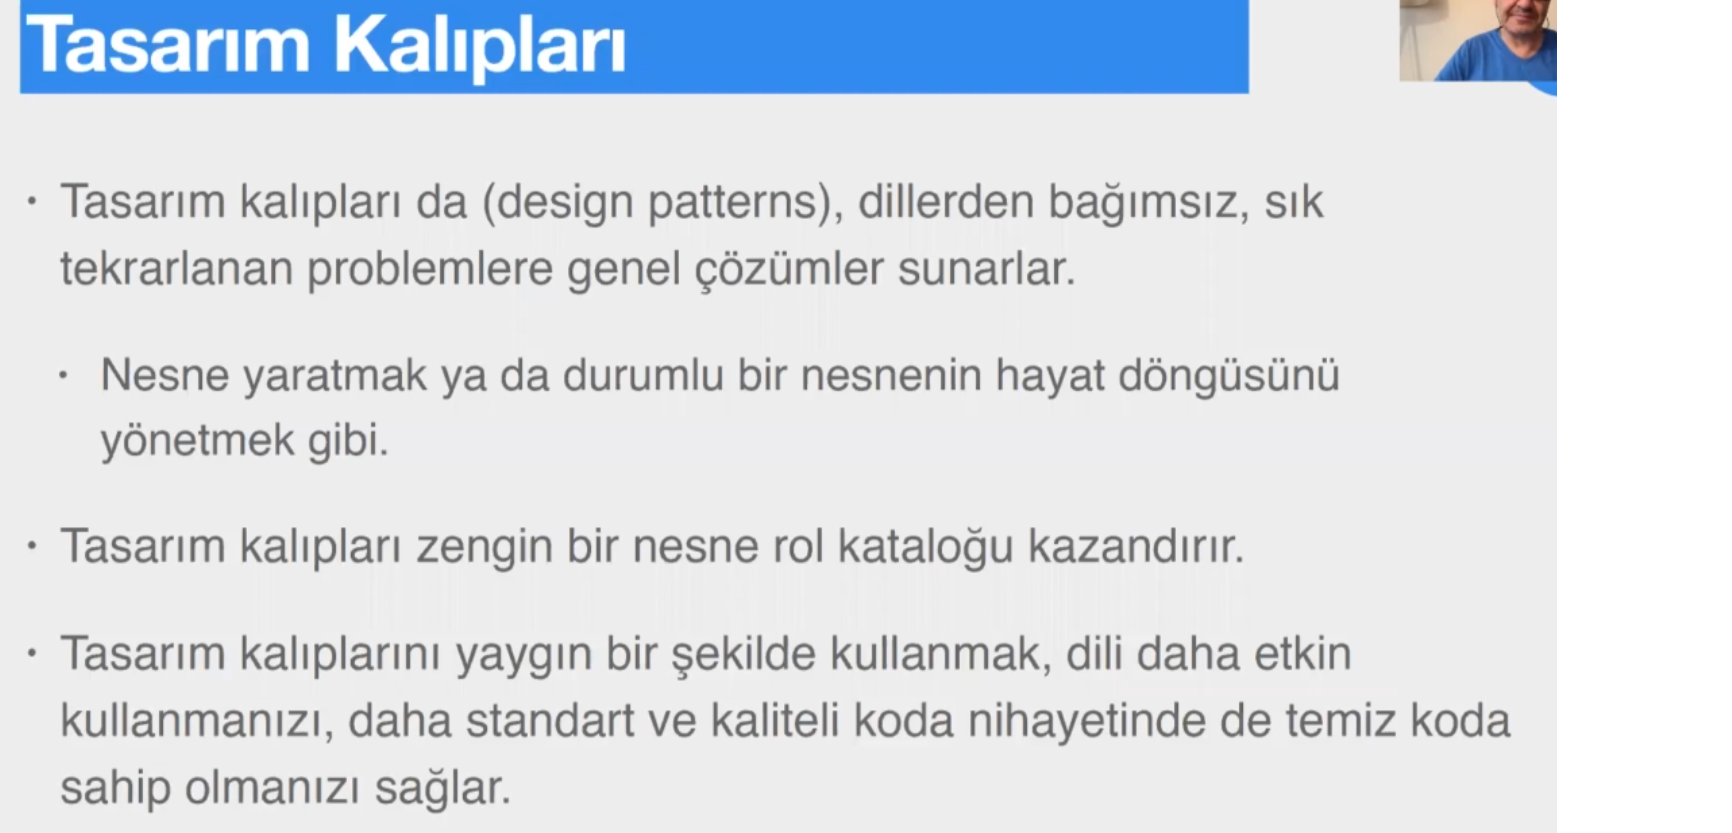 Tasarım Kalıpları
• Tasarım kalıpları da (design patterns), dillerden bağımsız, sık
tekrarlanan problemlere genel çözümler sunarlar.
• Nesne yaratmak ya da durumlu bir nesnenin hayat döngüsünü
yönetmek gibi.
• Tasarım kalıpları zengin bir nesne rol kataloğu kazandırır.
• Tasarım kalıplarını yaygın bir şekilde kullanmak, dili daha etkin
kullanmanızı, daha standart ve kaliteli koda nihayetinde de temiz koda
sahip olmanızı sağlar.